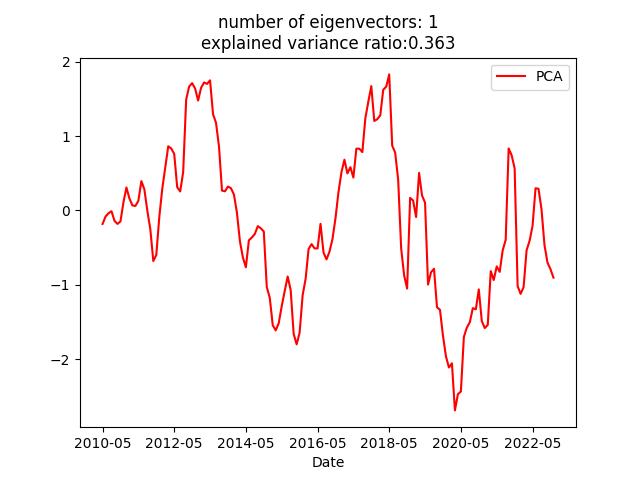 number of eigenvectors: 1
explained variance ratio:0.363
PCA
2
1
0
−1
−2
2010-05 2012-05 2014-05 2016-05 2018-05 2020-05 2022-05
Date